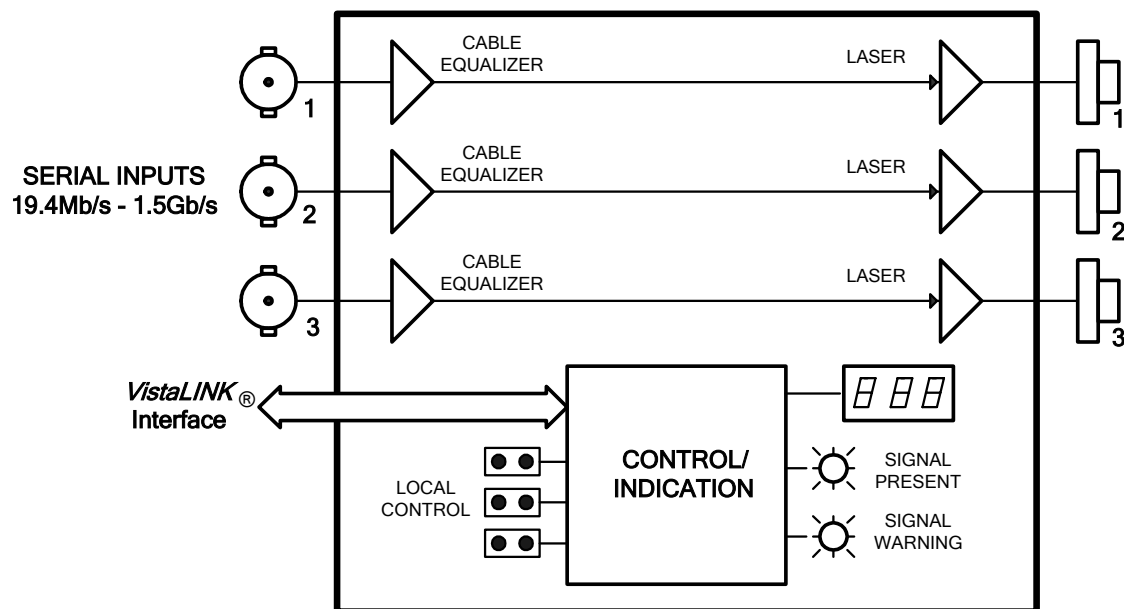 CABLE
EQUALIZER
LASER
1
1
SERIAL INPUTS
19.4Mb/s - 1.5Gb/s
CABLE
EQUALIZER
LASER
2
2
CABLE
EQUALIZER
LASER
3
3
VistaLINK ®
Interface
888
CONTROL/
INDICATION
LOCAL
CONTROL
SIGNAL
PRESENT
SIGNAL
WARNING